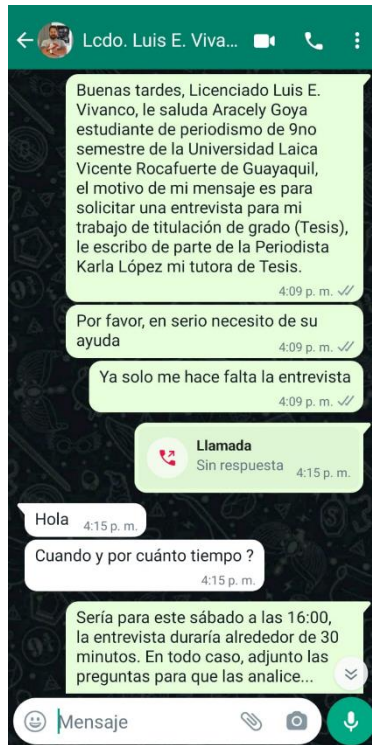 Lcdo. Luis E. Viva...
Buenas tardes, Licenciado Luis E.
Vivanco, le saluda Aracely Goya
estudiante de periodismo de 9no
semestre de la Universidad Laica
Vicente Rocafuerte de Guayaquil,
el motivo de mi mensaje es para
solicitar una entrevista para mi
trabajo de titulación de grado (Tesis),
le escribo de parte de la Periodista
Karla López mi tutora de Tesis.
4:09 p. m.
Por favor, en serio necesito de su
ayuda
4:09 p. m.
Ya solo me hace falta la entrevista
4:09 p. m.
Llamada
Sin respuesta 4:15 p. m.
Hola 4:15 p. m.
Cuando y por cuánto tiempo ?
4:15 p. m.
Sería para este sábado a las 16:00,
la entrevista duraría alrededor de 30
minutos. En todo caso, adjunto las
preguntas para que las analice...
Mensaje